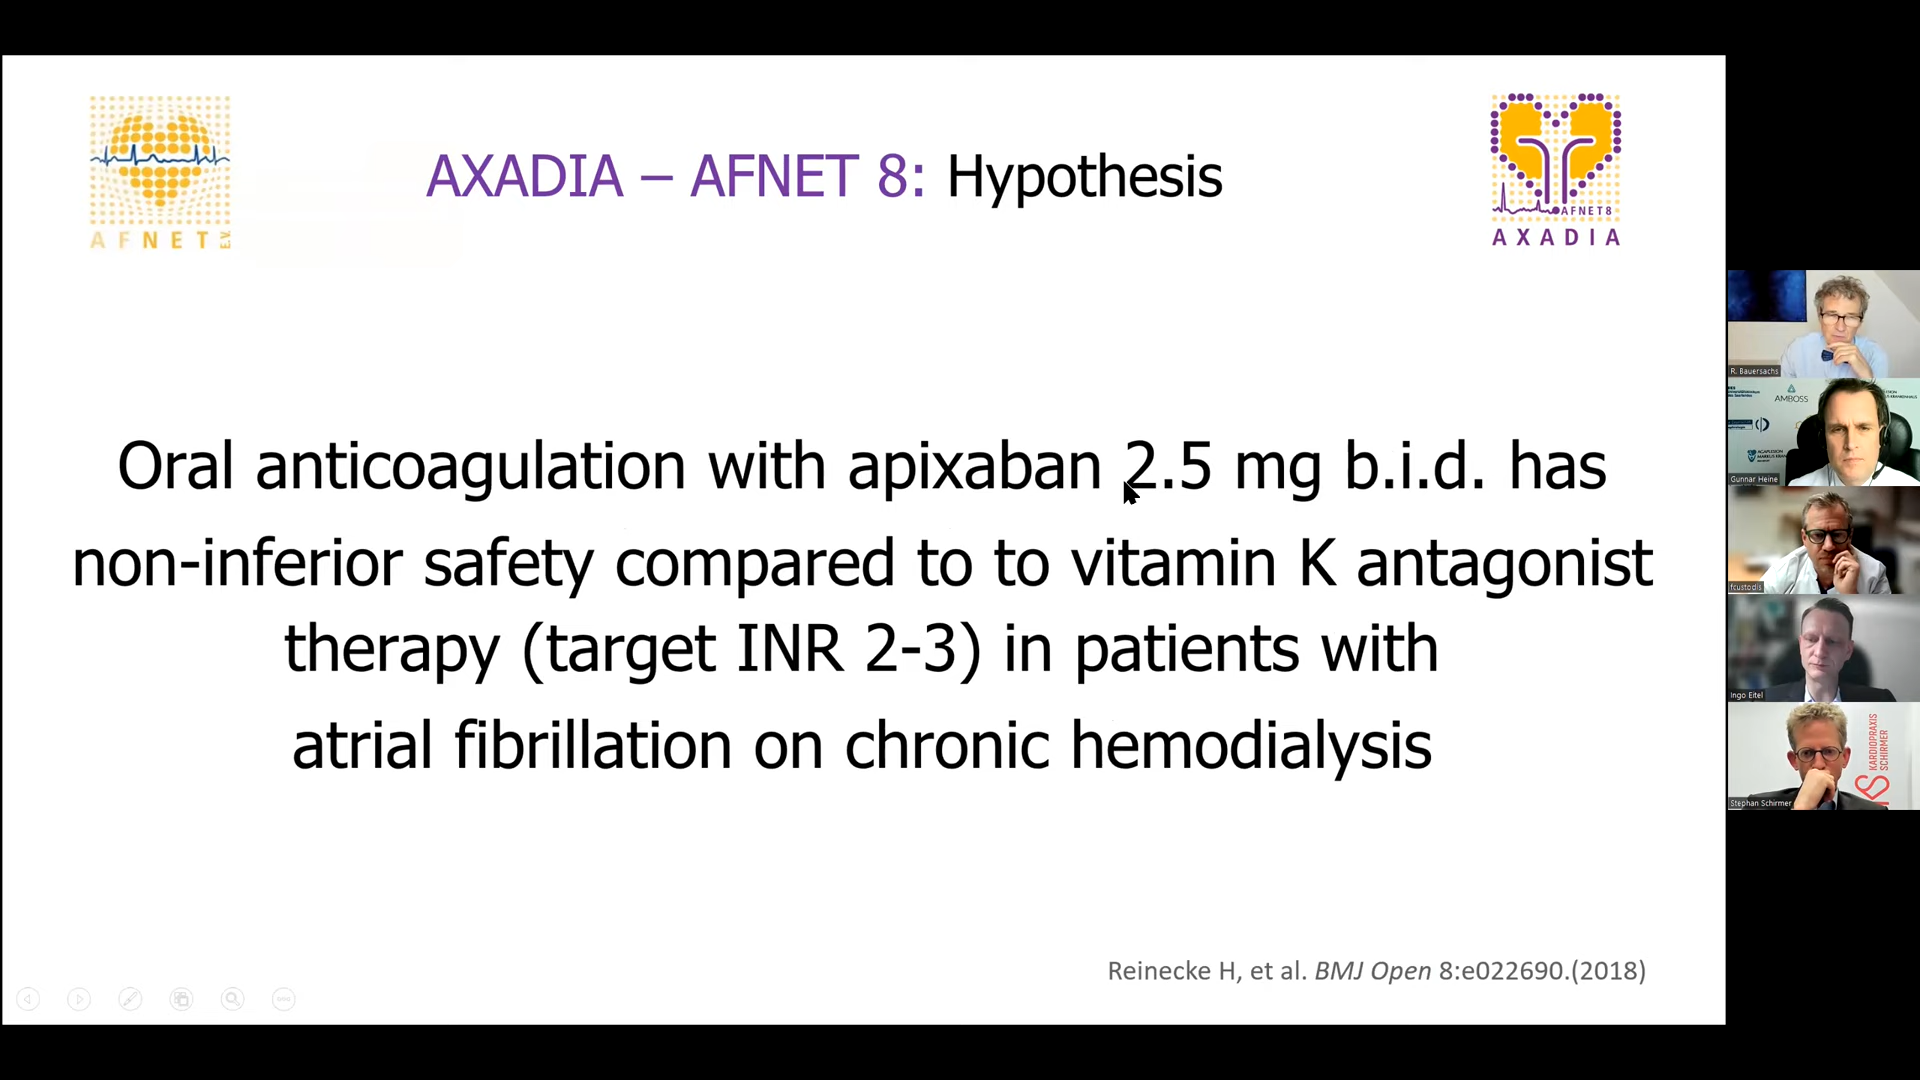 AFNET E.V.
AXADIA – AFNET 8: Hypothesis
AFNET8
AXADIA
Oral anticoagulation with apixaban 2.5 mg b.i.d. has
non-inferior safety compared to to vitamin K antagonist
therapy (target INR 2-3) in patients with
atrial fibrillation on chronic hemodialysis
Reinecke H, et al. BMJ Open 8:e022690.(2018)
R. Bauersachs
AMBOSS
Gunnar Heine
fcustodis
Ingo Eitel
KARDIOPRAXIS
SCHIRMER
Stephan Schirmer